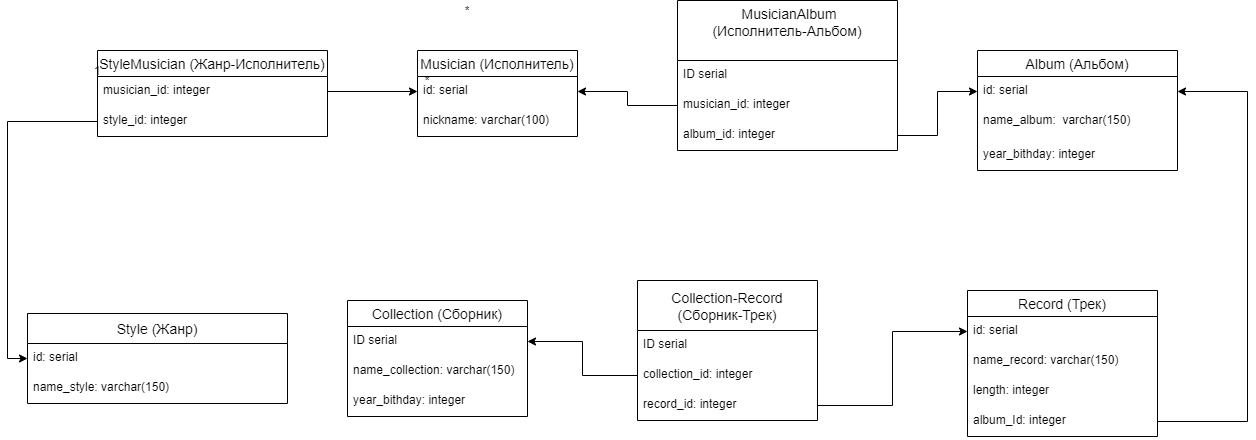 *
StyleMusician (Жанр-Исполнитель)
musician_id: integer
style_id: integer
Musician (Исполнитель)
*
id: serial
nickname: varchar(100)
MusicianAlbum
(Исполнитель-Альбом)
ID serial
musician_id: integer
album_id: integer
Album (Альбом)
id: serial
name_album: varchar(150)
year_bithday: integer
Style (Жанр)
id: serial
name_style: varchar(150)
Collection (Сборник)
ID serial
name_collection: varchar(150)
year_bithday: integer
Collection-Record
(Сборник-Трек)
ID serial
collection_id: integer
record_id: integer
Record (Трек)
id: serial
name_record: varchar(150)
length: integer
album_Id: integer